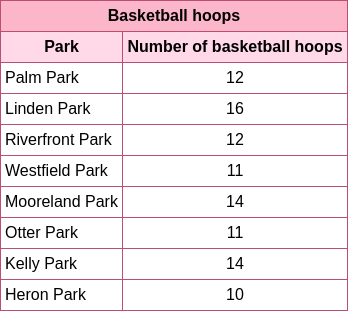 Basketball hoops
Park Number of basketball hoops
Palm Park 12
Linden Park 16
Riverfront Park 12
Westfield Park 11
Mooreland Park 14
Otter Park 11
Kelly Park 14
Heron Park 10